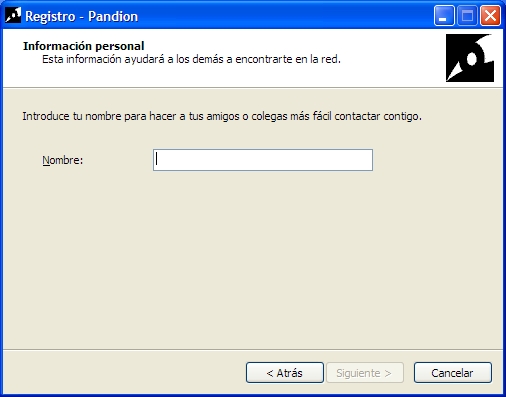 Registro - Pandion
Información personal
Esta información ayudará a los demás a encontrarte en la red.
Introduce tu nombre para hacer a tus amigos o colegas más fácil contactar contigo.
Nombre:
< Atrás Siguiente > Cancelar